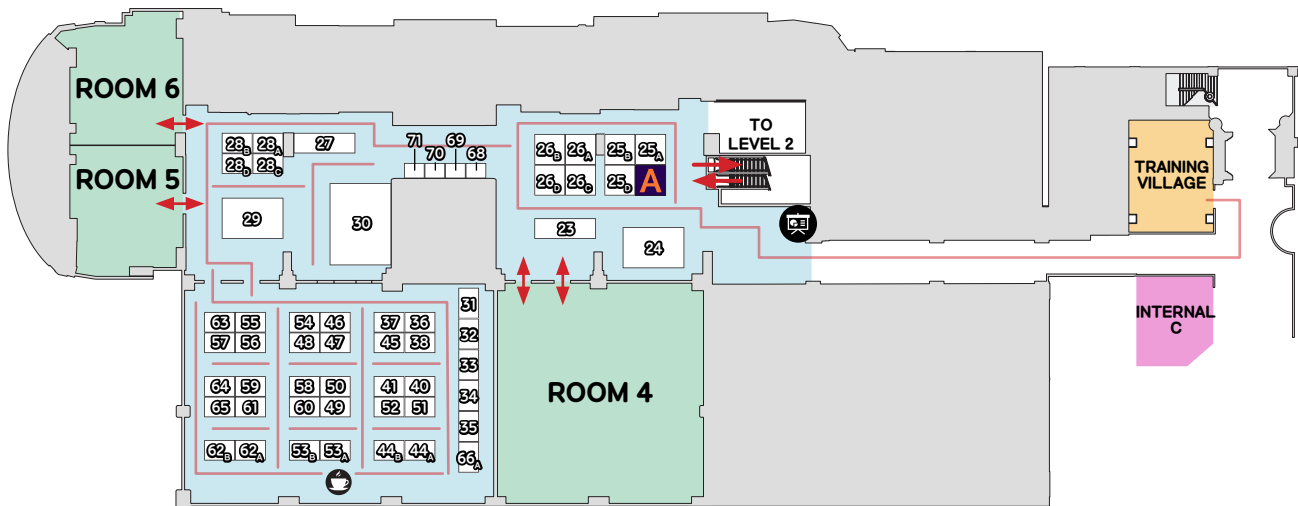 ROOM 6
ROOM 5
TO
LEVEL 2
TRAINING
VILLAGE
INTERNAL
C
ROOM 4
28B 28A
28D 28C
27
71
69
70
68
26B 26A
26D 26C
25B 25A
25D A
29
30
23
24
31
32
33
34
35
66A
63 55
57 56
54 46
48 47
37 36
45 38
64 59
65 61
58 50
60 49
41 40
52 51
62B 62A
53B 53A
44B 44A